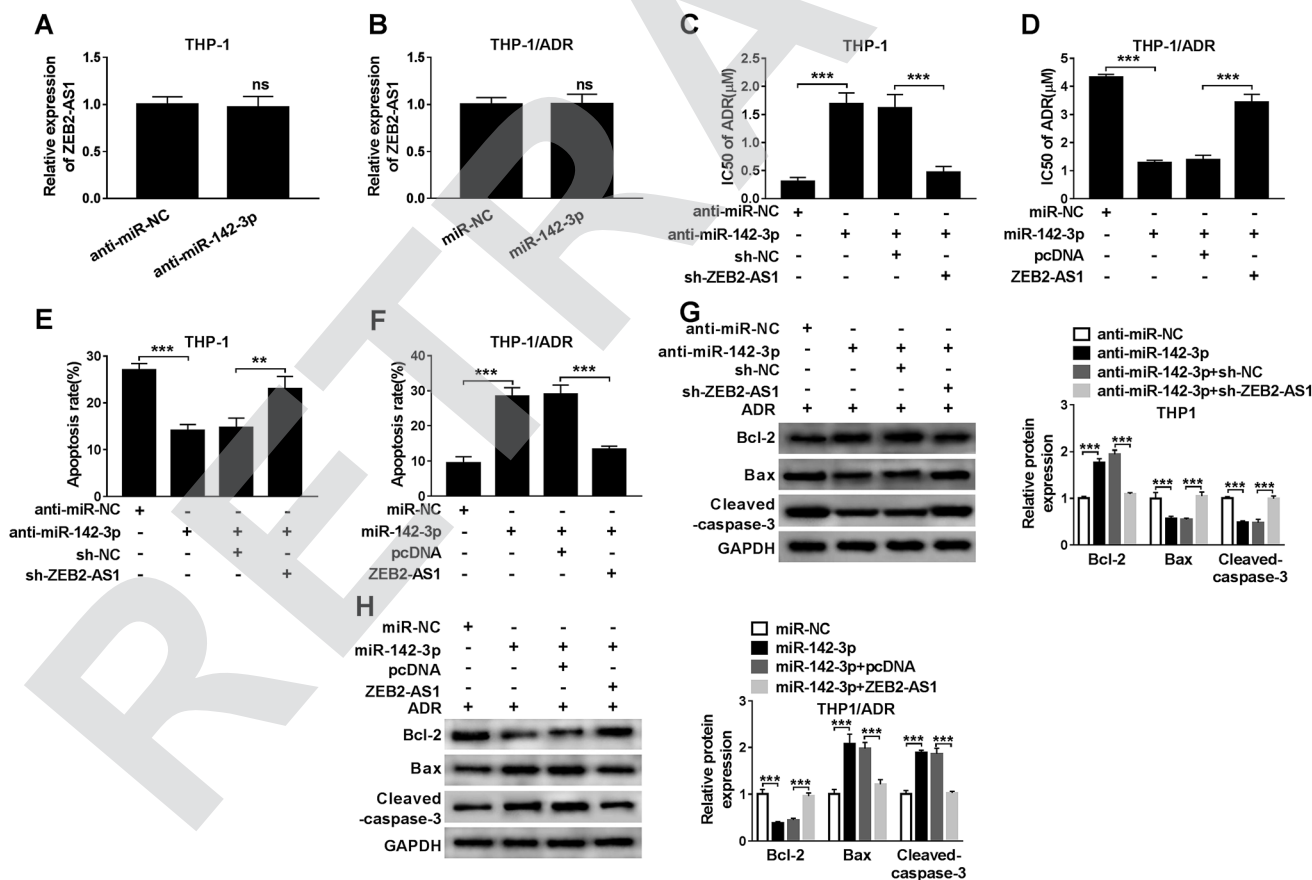 A
THP-1
Relative expression
of ZEB2-AS1
1.5
1.0
0.5
0.0
ns
anti-miR-NC
anti-miR-142-3p
B
THP-1/ADR
Relative expression
of ZEB2-AS1
1.5
1.0
0.5
0.0
ns
miR-NC
miR-142-3p
C
THP-1
IC50 of ADR(μM)
2.5
2.0
1.5
1.0
0.5
0.0
*** ***
anti-miR-NC + - - -
anti-miR-142-3p - + + +
sh-NC - - + -
sh-ZEB2-AS1 - - - +
D
THP-1/ADR
IC50 of ADR(μM)
5
4
3
2
1
0
*** ***
miR-NC + - - -
miR-142-3p - + + +
pcDNA - - + -
ZEB2-AS1 - - - +
E
THP-1
Apoptosis rate(%)
30
20
10
0
*** **
anti-miR-NC + - - -
anti-miR-142-3p - + + +
sh-NC - - + -
sh-ZEB2-AS1 - - - +
F
THP-1/ADR
Apoptosis rate(%)
40
30
20
10
0
*** ***
miR-NC + - - -
miR-142-3p - + + +
pcDNA - - + -
ZEB2-AS1 - - - +
G
anti-miR-NC + - - -
anti-miR-142-3p - + + +
sh-NC - - + -
sh-ZEB2-AS1 - - - +
ADR + + + +
Bcl-2
Bax
Cleaved
-caspase-3
GAPDH
anti-miR-NC
anti-miR-142-3p
anti-miR-142-3p+sh-NC
anti-miR-142-3p+sh-ZEB2-AS1
THP1
Relative protein
expression
3
2
1
0
*** *** *** *** *** ***
Bcl-2 Bax Cleaved-
caspase-3
H
miR-NC + - - -
miR-142-3p - + + +
pcDNA - - + -
ZEB2-AS1 - - - +
ADR + + + +
Bcl-2
Bax
Cleaved
-caspase-3
GAPDH
miR-NC
miR-142-3p
miR-142-3p+pcDNA
miR-142-3p+ZEB2-AS1
THP1/ADR
Relative protein
expression
3
2
1
0
*** *** *** *** *** ***
Bcl-2 Bax Cleaved-
caspase-3
RETRA